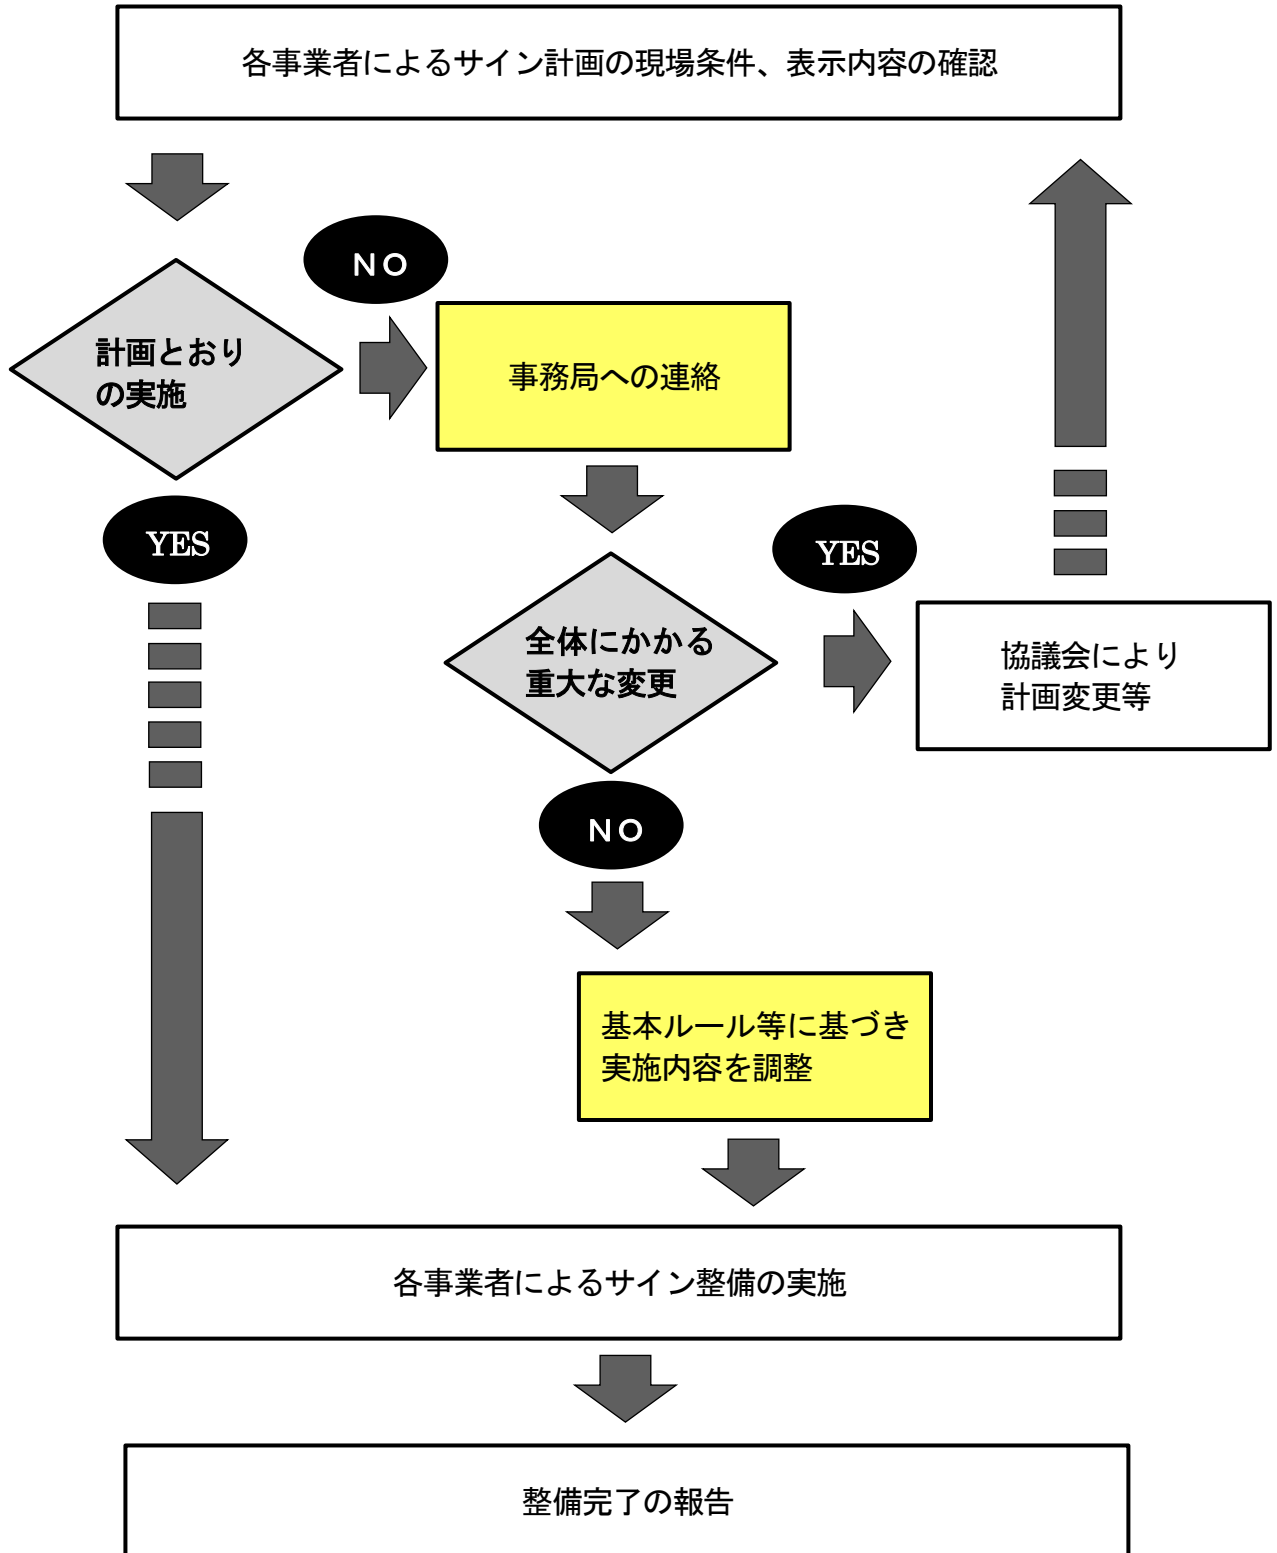 各事業者によるサイン計画の現場条件、表示内容の確認
ＮＯ
計画とおり
の実施
事務局への連絡
YES
YES
全体にかかる
重大な変更
協議会により
計画変更等
ＮＯ
基本ルール等に基づき
実施内容を調整
各事業者によるサイン整備の実施
整備完了の報告